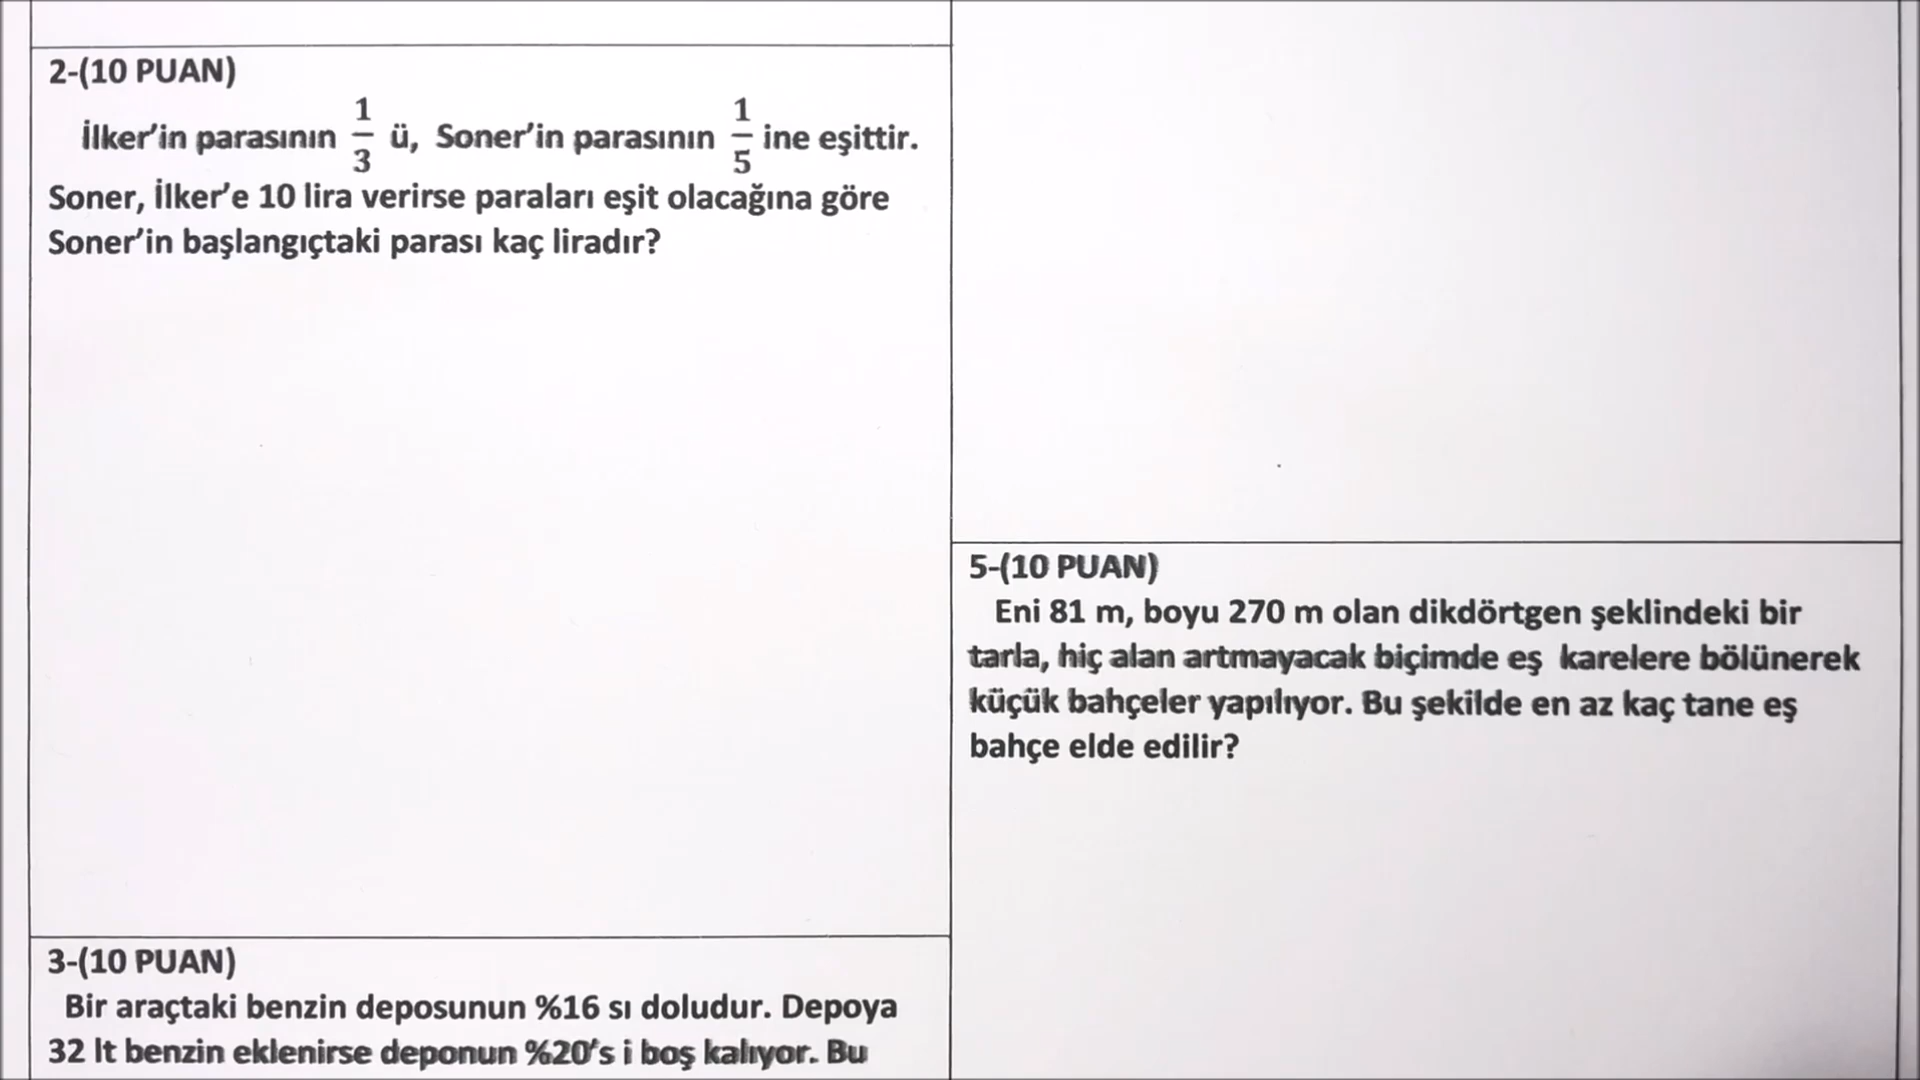 2-(10 PUAN)
İlker'in parasının 1/3 ü, Soner'in parasının 1/5 ine eşittir.
Soner, İlker'e 10 lira verirse paraları eşit olacağına göre
Soner'in başlangıçtaki parası kaç liradır?
3-(10 PUAN)
Bir araçtaki benzin deposunun %16 sı doludur. Depoya
32 lt benzin eklenirse deponun %20's i boş kalıyor. Bu
5-(10 PUAN)
Eni 81 m, boyu 270 m olan dikdörtgen şeklindeki bir
tarla, hiç alan artmayacak biçimde eş karelere bölünerek
küçük bahçeler yapılıyor. Bu şekilde en az kaç tane eş
bahçe elde edilir?